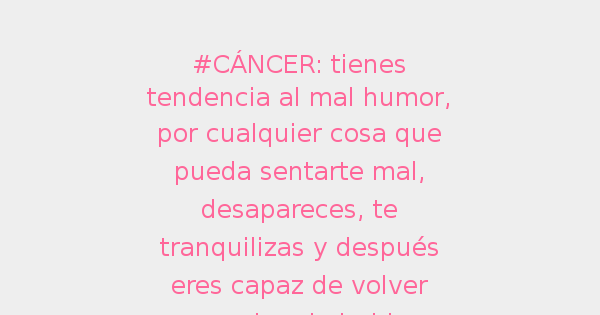 #CÁNCER: tienes
tendencia al mal humor,
por cualquier cosa que
pueda sentarte mal,
desapareces, te
tranquilizas y después
eres capaz de volver